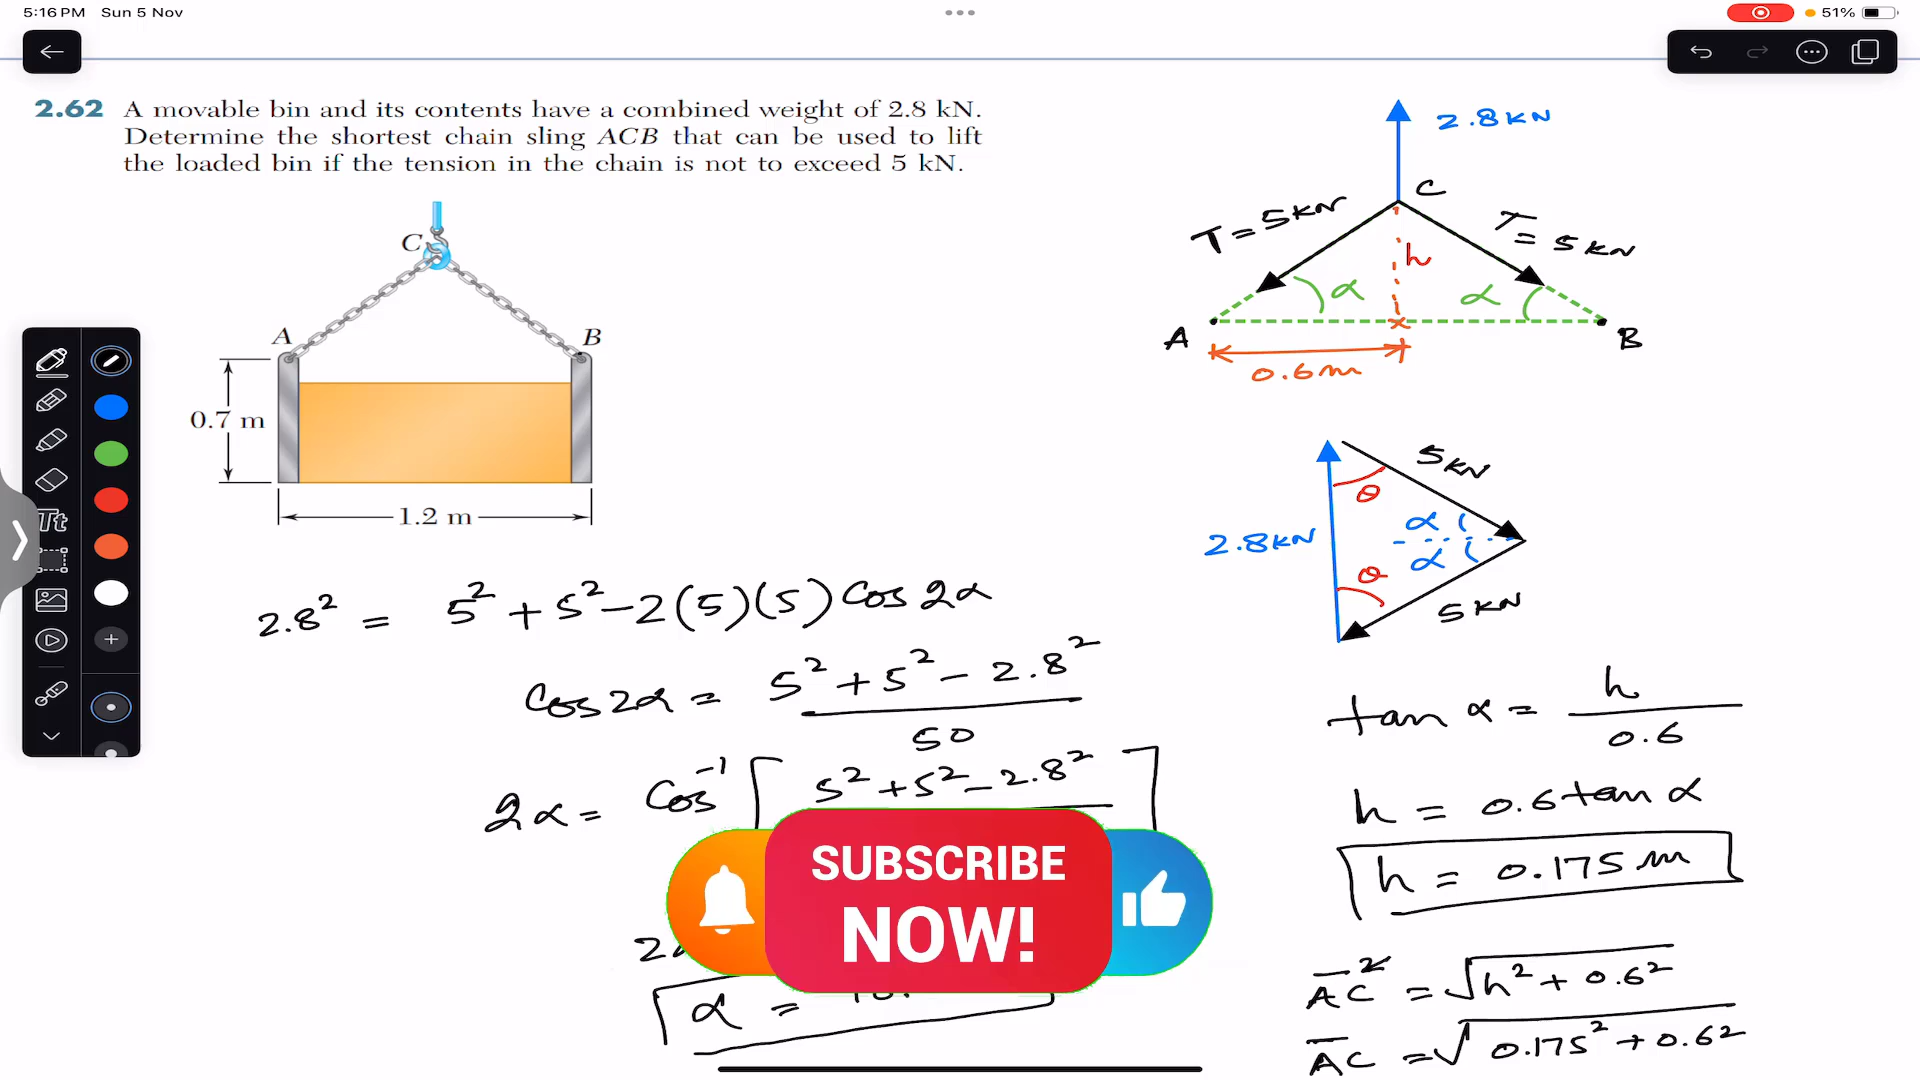 5:16 PM Sun 5 Nov
51%
2.62 A movable bin and its contents have a combined weight of 2.8 kN.
Determine the shortest chain sling ACB that can be used to lift
the loaded bin if the tension in the chain is not to exceed 5 kN.
C
A
B
0.7 m
1.2 m
Tt
2.8kN
C
T=5kN
T=5kN
h
α
α
A
B
0.6m
5kN
θ
α
2.8kN
α
θ
5kN
2.8² = 5² + 5² - 2(5)(5) Cos 2α
Cos 2α = 5² + 5² - 2.8²
50
2α = Cos⁻¹ [ 5² + 5² - 2.8² ]
SUBSCRIBE
NOW!
α =
tan α = h
0.6
h = 0.6 tan α
h = 0.175 m
AC² = √h² + 0.6²
AC = √0.175² + 0.6²